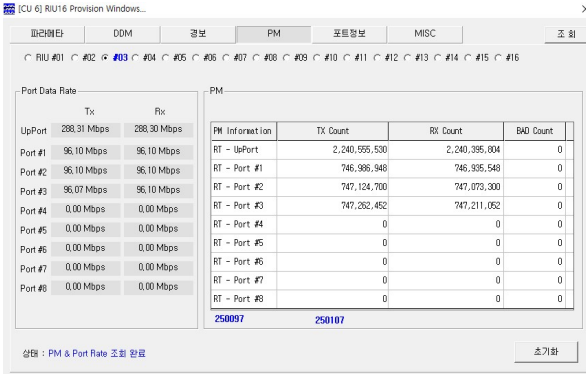 [CU 6] RIU16 Provision Windows...
파라메타 DDM 경보 PM 포트정보 MISC 조 회
RIU #01 #02 #03 #04 #05 #06 #07 #08 #09 #10 #11 #12 #13 #14 #15 #16
Port Data Rate
Tx Rx
UpPort 288,31 Mbps 288,30 Mbps
Port #1 96,10 Mbps 96,10 Mbps
Port #2 96,10 Mbps 96,10 Mbps
Port #3 96,07 Mbps 96,10 Mbps
Port #4 0,00 Mbps 0,00 Mbps
Port #5 0,00 Mbps 0,00 Mbps
Port #6 0,00 Mbps 0,00 Mbps
Port #7 0,00 Mbps 0,00 Mbps
Port #8 0,00 Mbps 0,00 Mbps
PM
PM Information TX Count RX Count BAD Count
RT - UpPort 2,240,555,530 2,240,395,804 0
RT - Port #1 746,986,948 746,935,548 0
RT - Port #2 747,124,700 747,073,300 0
RT - Port #3 747,262,452 747,211,052 0
RT - Port #4 0 0 0
RT - Port #5 0 0 0
RT - Port #6 0 0 0
RT - Port #7 0 0 0
RT - Port #8 0 0 0
250097 250107
상태 : PM & Port Rate 조회 완료
초기화